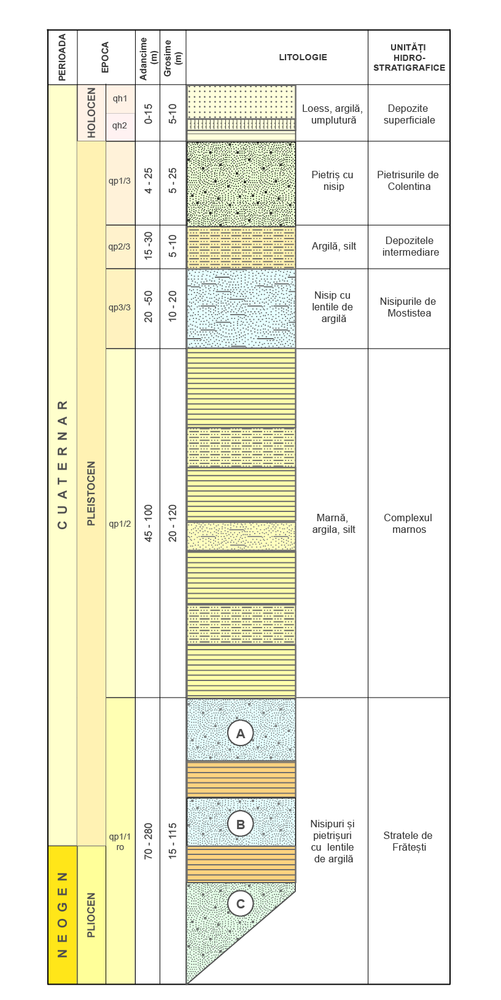 PERIOADA
EPOCA
Adancime
(m)
Grosime
(m)
LITOLOGIE
UNITĂȚI
HIDRO-
STRATIGRAFICE
CUATERNAR
HOLOCEN
qh1
qh2
0-15
5-10
Loess, argilă,
umplutură
Depozite
superficiale
PLEISTOCEN
qp1/3
4 - 25
5 - 25
Pietriș cu
nisip
Pietrisurile de
Colentina
qp2/3
15 -30
5 -10
Argilă, silt
Depozitele
intermediare
qp3/3
20 -50
10 - 20
Nisip cu
lentile de
argilă
Nisipurile de
Mostistea
qp1/2
45 - 100
20 - 120
Marnă,
argila, silt
Complexul
marnos
qp1/1
ro
70 - 280
15 - 115
A
B
C
Nisipuri și
pietrișuri
cu lentile
de argilă
Stratele de
Frătești
NEOGEN
PLIOCEN